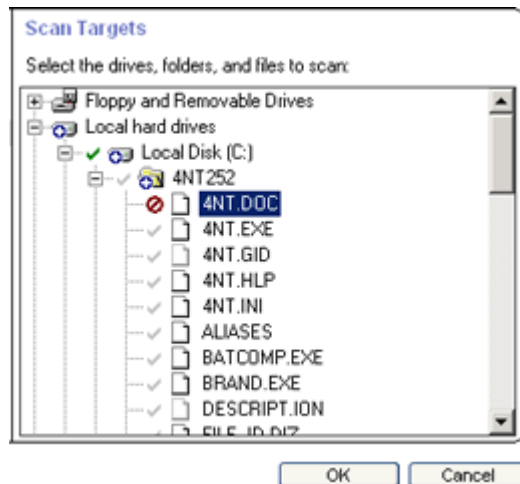 Scan Targets
Select the drives, folders, and files to scan:
Floppy and Removable Drives
Local hard drives
Local Disk (C:)
4NT252
4NT.DOC
4NT.EXE
4NT.GID
4NT.HLP
4NT.INI
ALIASES
BATCOMP.EXE
BRAND.EXE
DESCRIPT.ION
FILE_ID.DIZ
OK Cancel